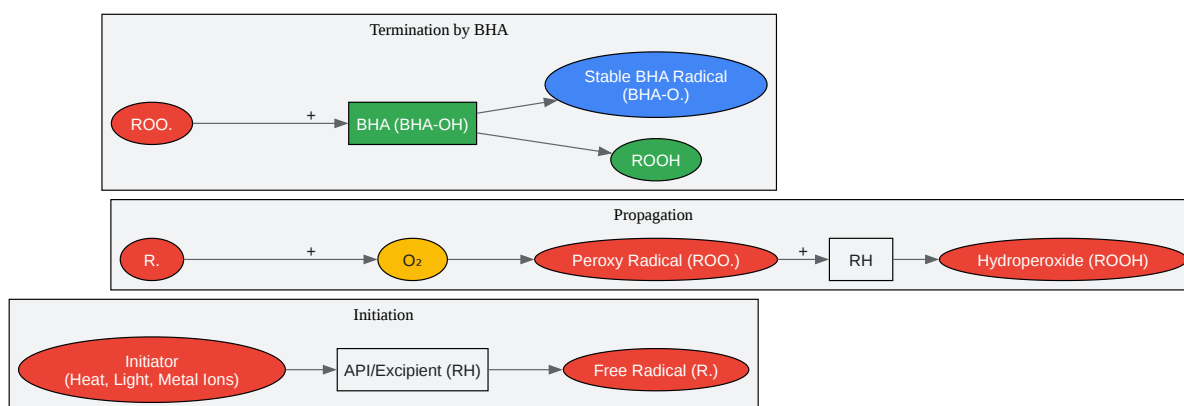 Termination by BHA
Stable BHA Radical
(BHA-O.)
ROO.
+
BHA (BHA-OH)
ROOH
Propagation
R.
+
O₂
Peroxy Radical (ROO.)
+
RH
Hydroperoxide (ROOH)
Initiation
Initiator
(Heat, Light, Metal Ions)
API/Excipient (RH)
Free Radical (R.)